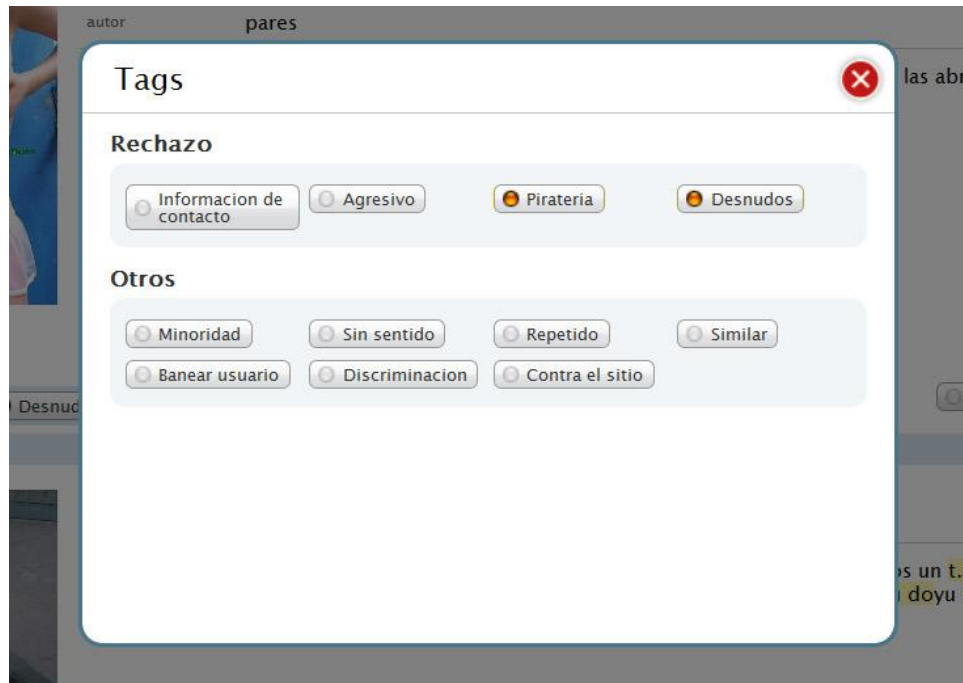 autor pares
Tags
las abr
Rechazo
Informacion de
contacto
Agresivo
Pirateria
Desnudos
Otros
Minoridad
Sin sentido
Repetido
Similar
Banear usuario
Discriminacion
Contra el sitio
Desnud
os un t.
doyu